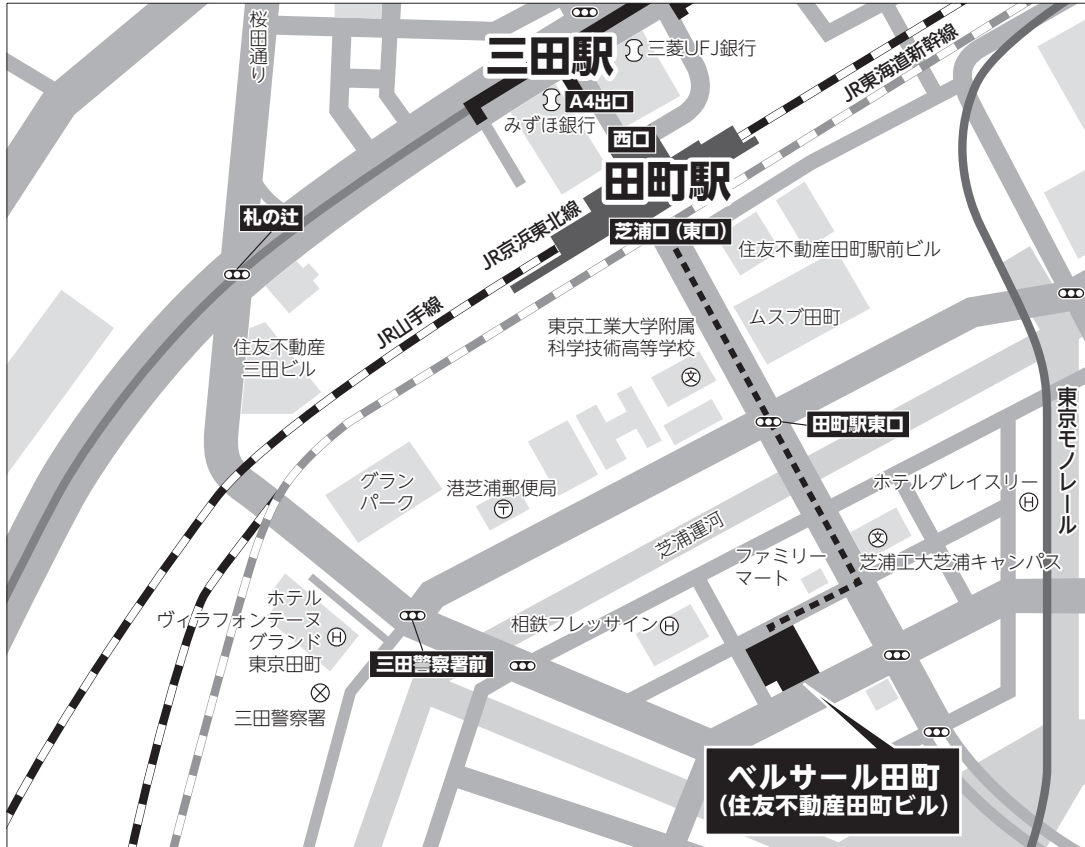 桜田通り
三田駅
三菱UFJ銀行
A4出口
みずほ銀行
西口
田町駅
芝浦口(東口)
JR東海道新幹線
JR京浜東北線
JR山手線
札の辻
住友不動産
三田ビル
住友不動産田町駅前ビル
ムスブ田町
東京工業大学附属
科学技術高等学校
文
田町駅東口
東京モノレール
グラン
パーク
港芝浦郵便局
〒
芝浦運河
ホテルグレイスリー
H
文
芝浦工大芝浦キャンパス
ファミリー
マート
ホテル
ヴィラフォンテーヌ
グランド
東京田町
H
相鉄フレッサイン
H
三田警察署前
三田警察署
ベルサール田町
(住友不動産田町ビル)